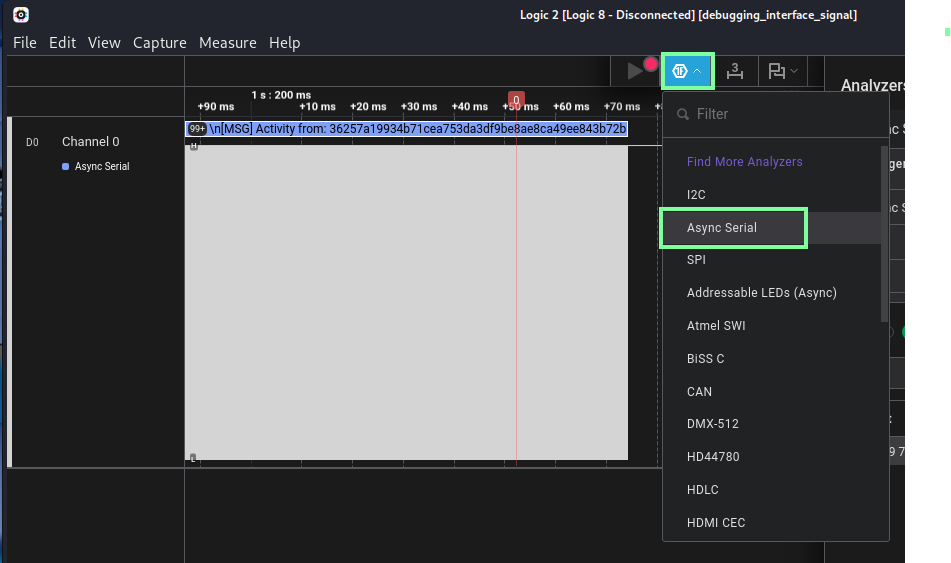 Logic 2 [Logic 8 - Disconnected] [debugging_interface_signal]
File Edit View Capture Measure Help
3
Analyzers
1 s : 200 ms
+90 ms +10 ms +20 ms +30 ms +40 ms +50 ms +60 ms +70 ms
0
Filter
D0 Channel 0
Async Serial
99+ \n[MSG] Activity from: 36257a19934b71cea753da3df9be8ae8ca49ee843b72b
H
L
Find More Analyzers
I2C
Async Serial
SPI
Addressable LEDs (Async)
Atmel SWI
BiSS C
CAN
DMX-512
HD44780
HDLC
HDMI CEC